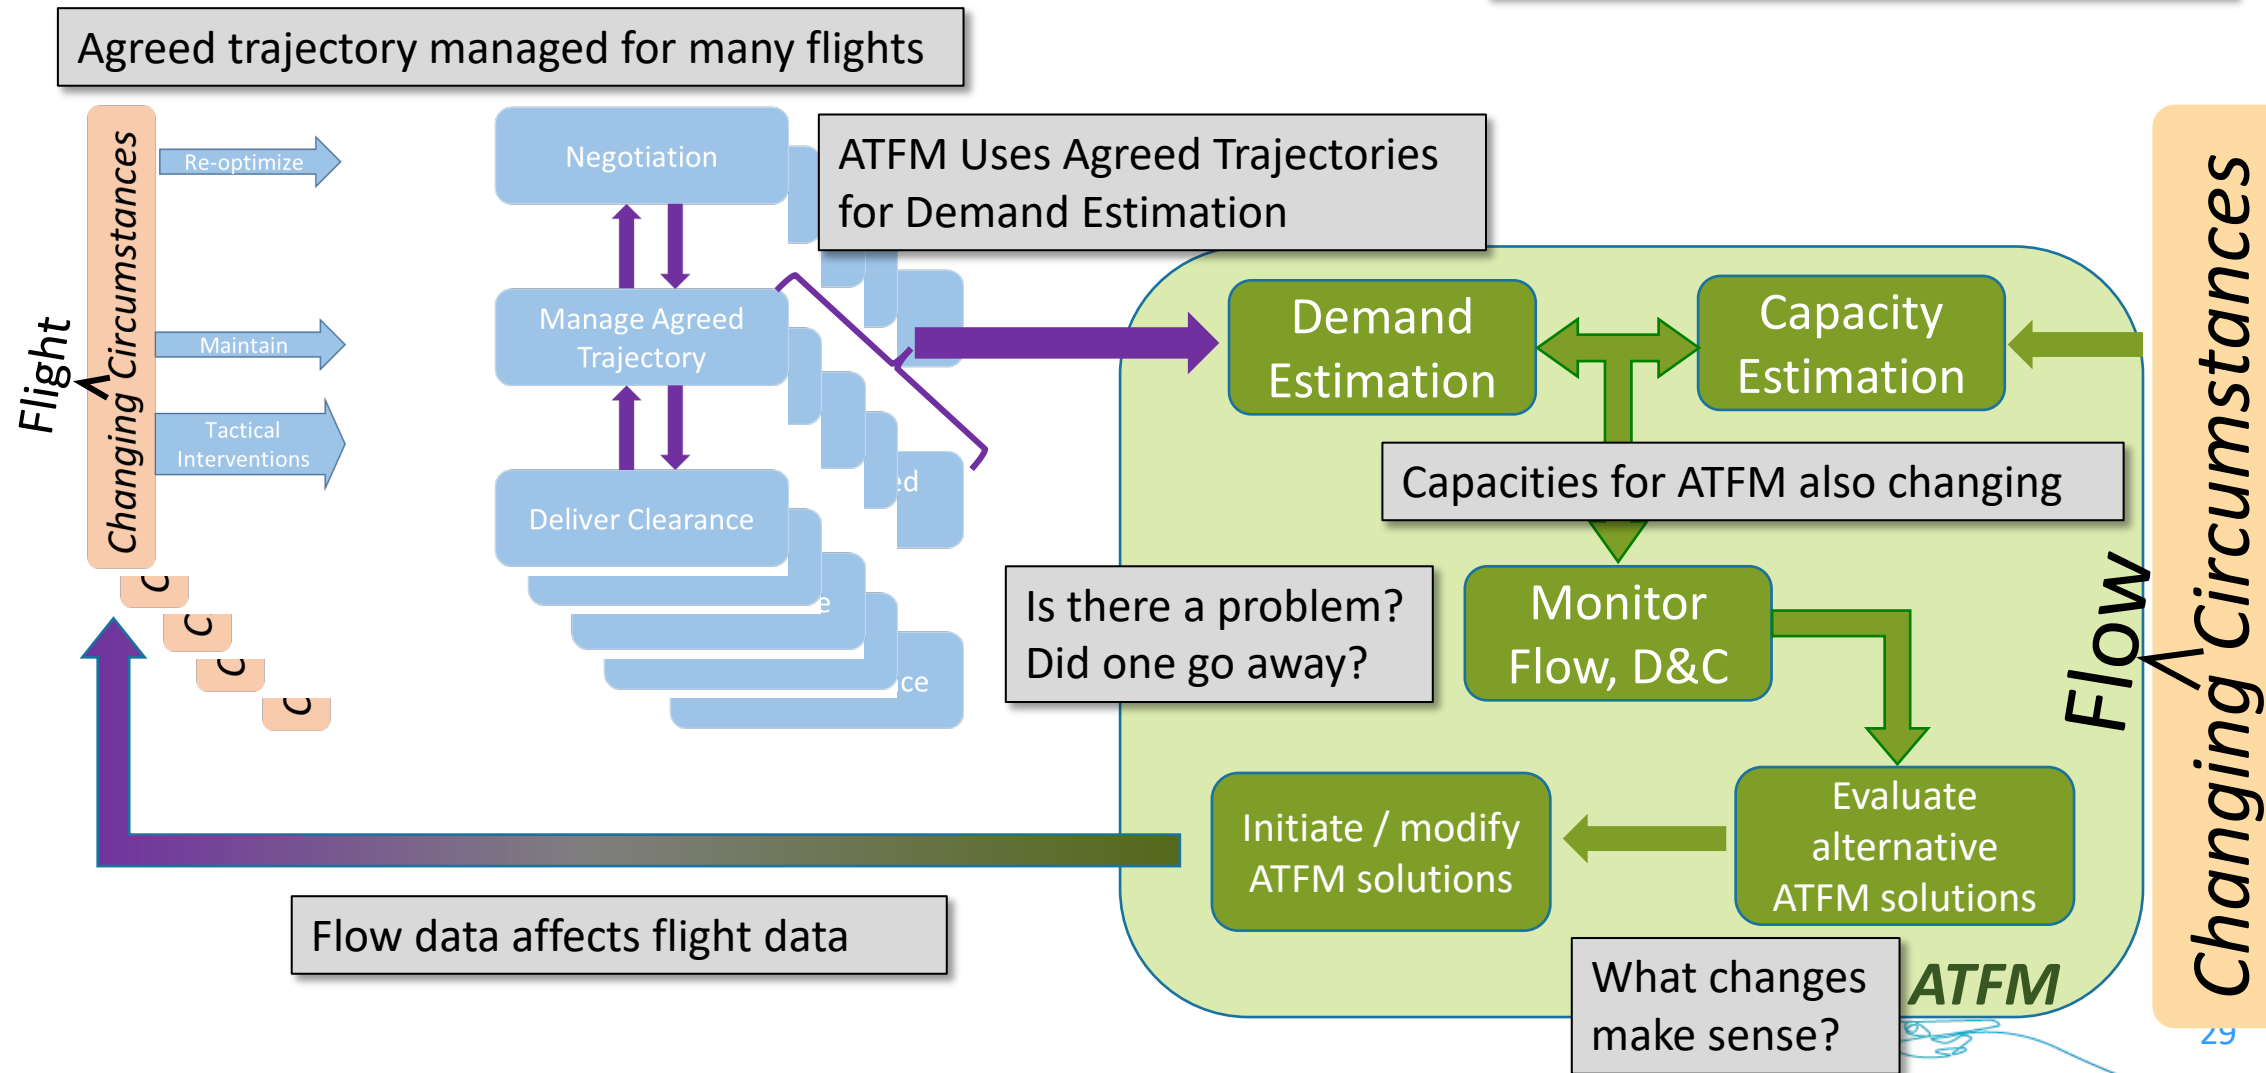 Agreed trajectory managed for many flights
Flight
Changing Circumstances
Re-optimize
Maintain
Tactical
Interventions
C
C
C
C
Negotiation
Manage Agreed
Trajectory
Deliver Clearance
ed
e
ce
ATFM Uses Agreed Trajectories
for Demand Estimation
Demand
Estimation
Capacity
Estimation
Capacities for ATFM also changing
Is there a problem?
Did one go away?
Monitor
Flow, D&C
Initiate / modify
ATFM solutions
Evaluate
alternative
ATFM solutions
Flow data affects flight data
What changes
make sense?
ATFM
Flow
Changing Circumstances
29